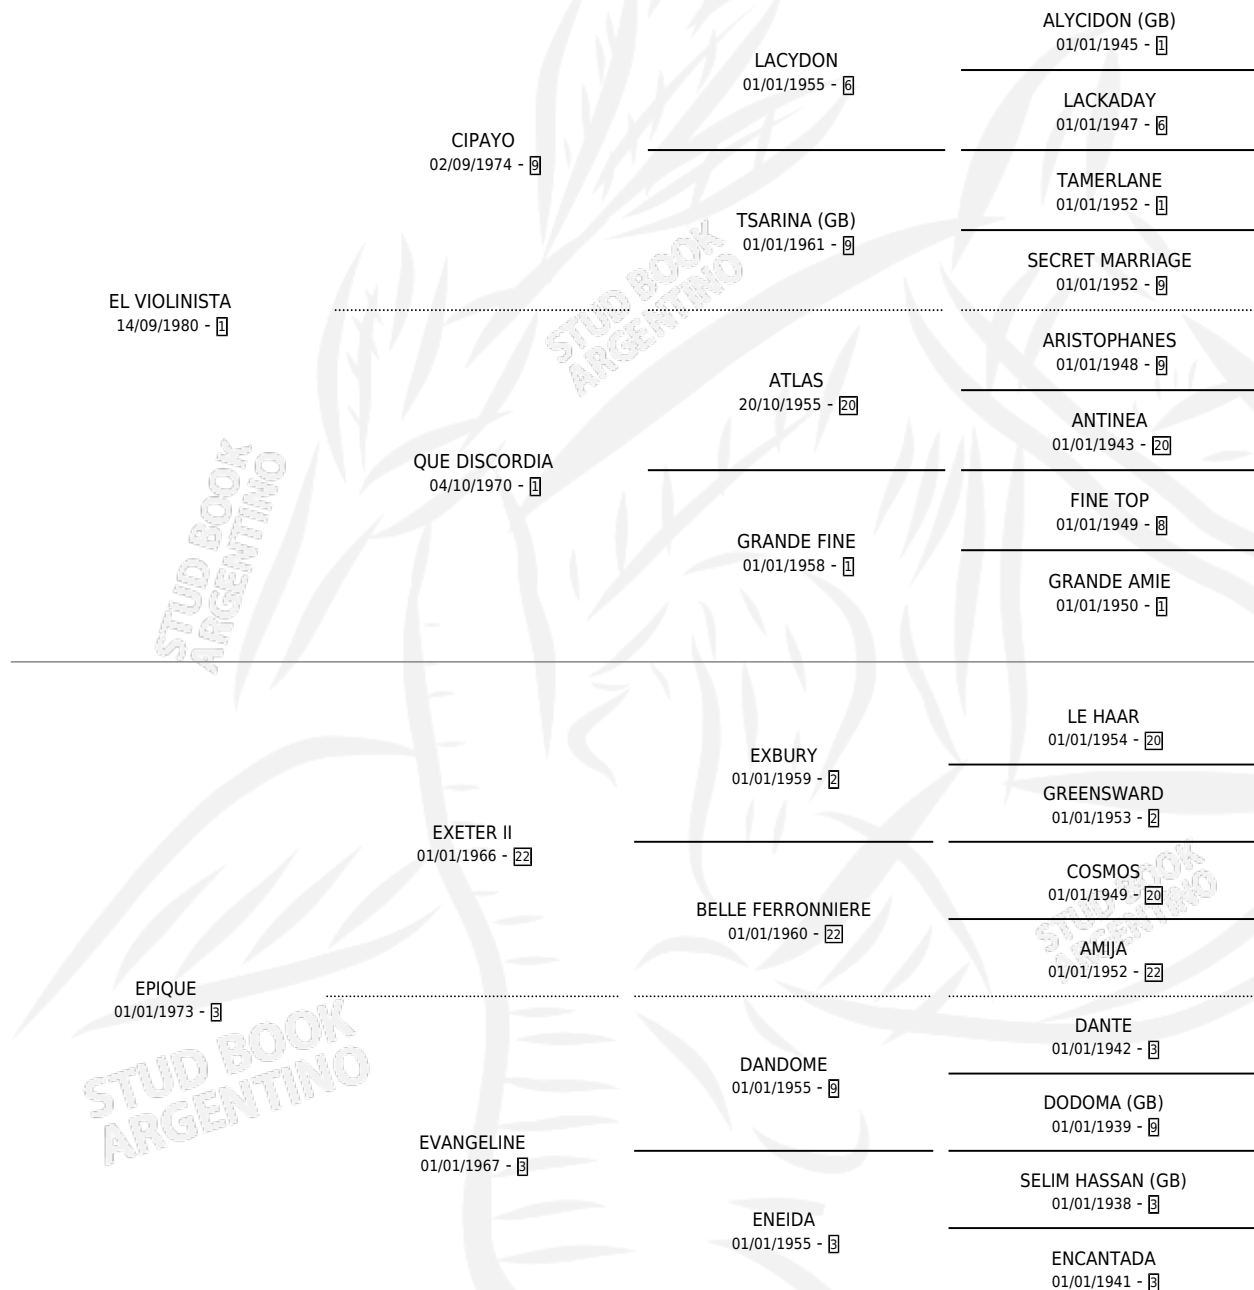 ALYCIDON (GB)
01/01/1945 - 1
LACYDON
01/01/1955 - 6
LACKADAY
01/01/1947 - 6
CIPAYO
02/09/1974 - 9
TAMERLANE
01/01/1952 - 1
TSARINA (GB)
01/01/1961 - 9
SECRET MARRIAGE
01/01/1952 - 9
EL VIOLINISTA
14/09/1980 - 1
ARISTOPHANES
01/01/1948 - 9
ATLAS
20/10/1955 - 20
ANTINEA
01/01/1943 - 20
QUE DISCORDIA
04/10/1970 - 1
FINE TOP
01/01/1949 - 8
GRANDE FINE
01/01/1958 - 1
GRANDE AMIE
01/01/1950 - 1
LE HAAR
01/01/1954 - 20
EXBURY
01/01/1959 - 2
GREENSWARD
01/01/1953 - 2
EXETER II
01/01/1966 - 22
COSMOS
01/01/1949 - 20
BELLE FERRONNIERE
01/01/1960 - 22
AMIJA
01/01/1952 - 22
EPIQUE
01/01/1973 - 3
DANTE
01/01/1942 - 3
DANDOME
01/01/1955 - 9
DODOMA (GB)
01/01/1939 - 9
EVANGELINE
01/01/1967 - 3
SELIM HASSAN (GB)
01/01/1938 - 3
ENEIDA
01/01/1955 - 3
ENCANTADA
01/01/1941 - 3
STUD BOOK
ARGENTINO
STUD BOOK
ARGENTINO
STUD BOOK
ARGENTINO
STUD BOOK
ARGENTINO